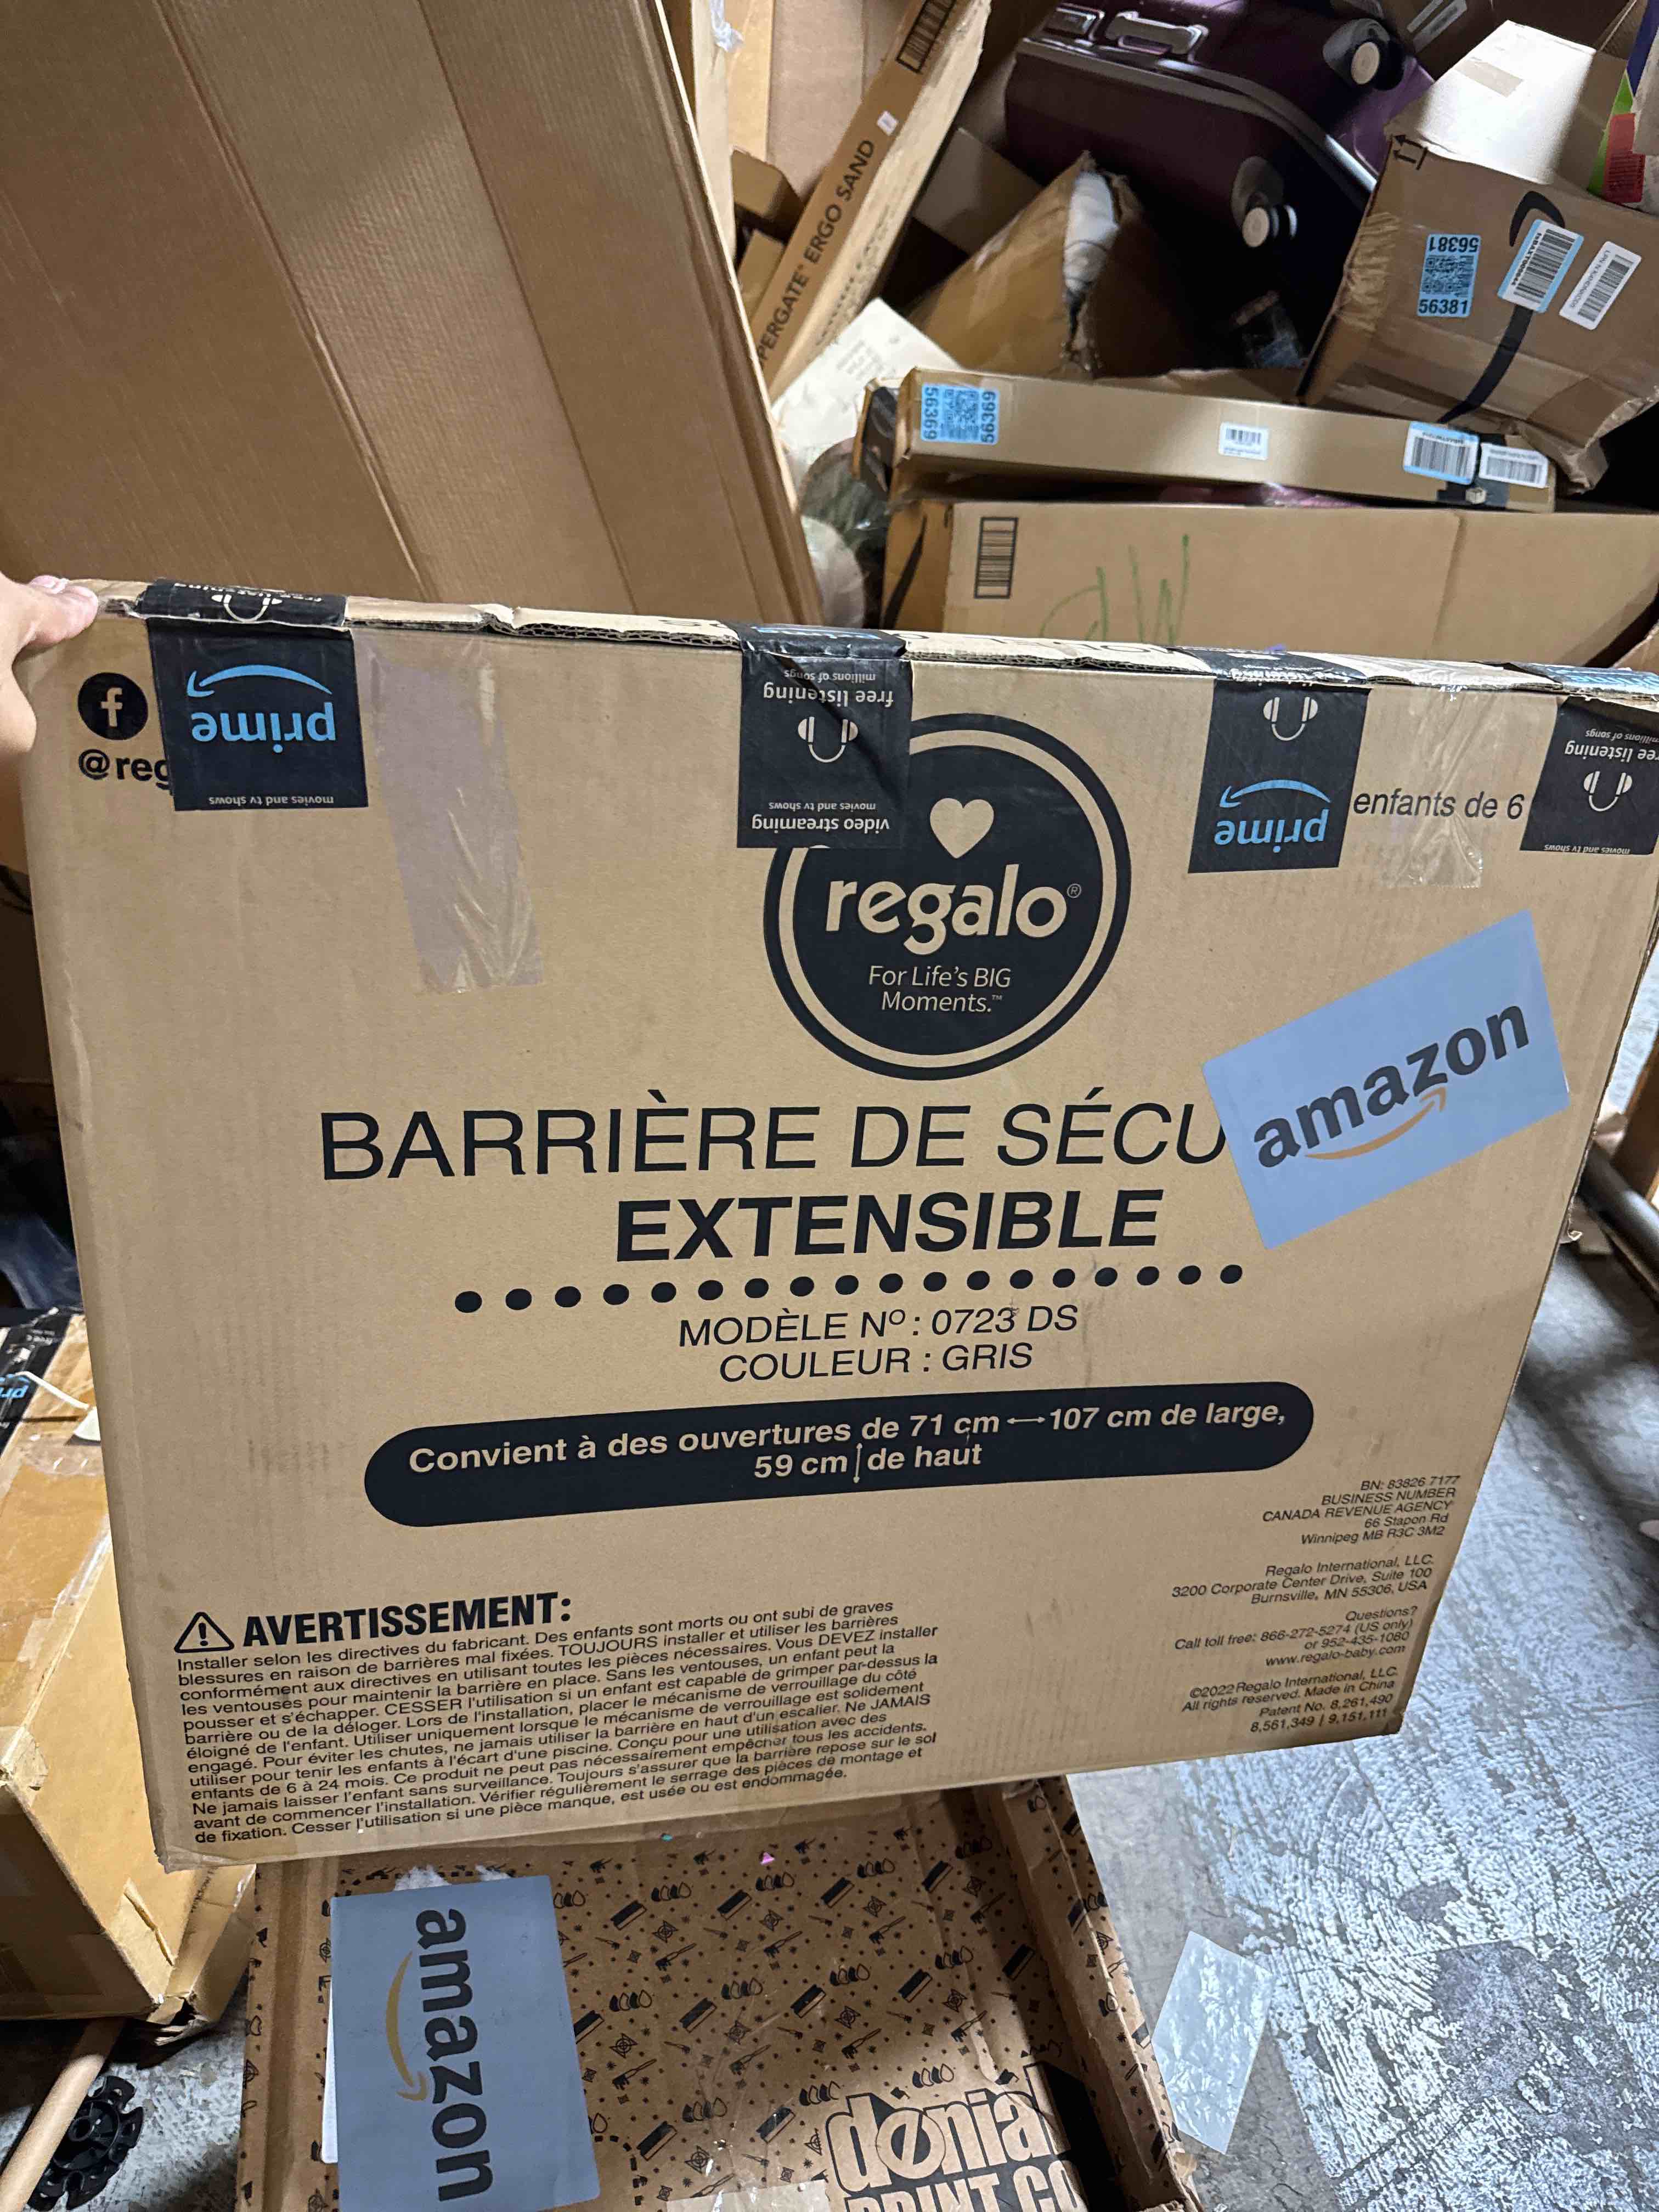 PERGATE® ERGO SAND
56381
56381
56369
56369
f
@reg
prime
movies and tv shows
millions of songs
free listening
movies and tv shows
video streaming
prime
enfants de 6
millions of songs
ree listening
movies and tv shows
regalo®
For Life's BIG
Moments.™
amazon
BARRIÈRE DE SÉCU
EXTENSIBLE
MODÈLE Nº : 0723 DS
COULEUR : GRIS
Convient à des ouvertures de 71 cm ↔ 107 cm de large,
59 cm ↕ de haut
BN: 83826 7177
BUSINESS NUMBER
CANADA REVENUE AGENCY
66 Stapon Rd
Winnipeg MB R3C 3M2
Regalo International, LLC.
3200 Corporate Center Drive, Suite 100
Burnsville, MN 55306, USA
Questions?
Call toll free: 866-272-5274 (US only)
or 952-435-1080
www.regalo-baby.com
©2022 Regalo International, LLC.
All rights reserved. Made in China
Patent No. 8,261,490
8,561,349 | 9,151,111
AVERTISSEMENT:
Installer selon les directives du fabricant. Des enfants sont morts ou ont subi de graves
blessures en raison de barrières mal fixées. TOUJOURS installer et utiliser les barrières
conformément aux directives en utilisant toutes les pièces nécessaires. Vous DEVEZ installer
les ventouses pour maintenir la barrière en place. Sans les ventouses, un enfant peut la
pousser et s'échapper. CESSER l'utilisation si un enfant est capable de grimper par-dessus la
barrière ou de la déloger. Lors de l'installation, placer le mécanisme de verrouillage du côté
éloigné de l'enfant. Utiliser uniquement lorsque le mécanisme de verrouillage est solidement
engagé. Pour éviter les chutes, ne jamais utiliser la barrière en haut d'un escalier. Ne JAMAIS
utiliser pour tenir les enfants à l'écart d'une piscine. Conçu pour une utilisation avec des
enfants de 6 à 24 mois. Ce produit ne peut pas nécessairement empêcher tous les accidents.
Ne jamais laisser l'enfant sans surveillance. Toujours s'assurer que la barrière repose sur le sol
avant de commencer l'installation. Vérifier régulièrement le serrage des pièces de montage et
de fixation. Cesser l'utilisation si une pièce manque, est usée ou est endommagée.
amazon
denial
PRINT CO